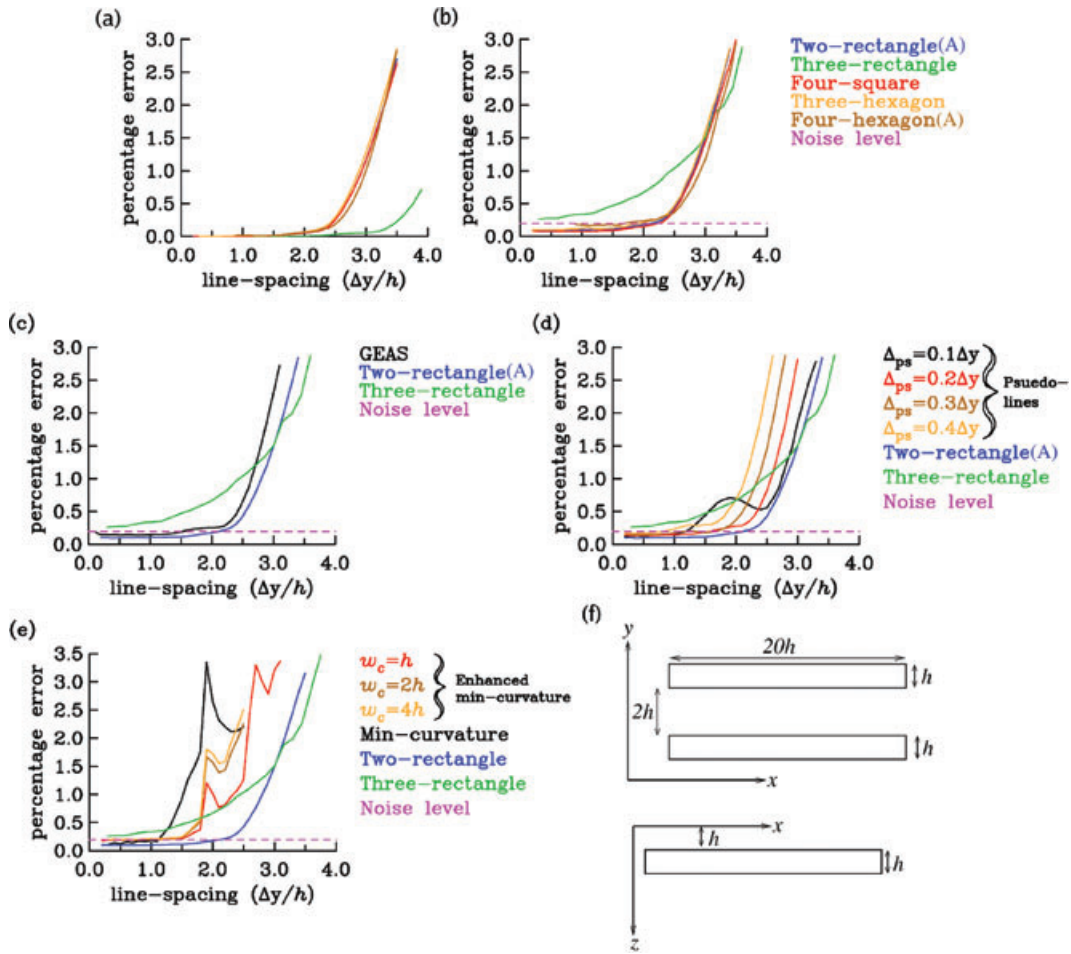 (a)
percentage error
3.0
2.5
2.0
1.5
1.0
0.5
0.0
0.0 1.0 2.0 3.0 4.0
line-spacing (Δy/h)
(b)
percentage error
3.0
2.5
2.0
1.5
1.0
0.5
0.0
0.0 1.0 2.0 3.0 4.0
line-spacing (Δy/h)
Two-rectangle(A)
Three-rectangle
Four-square
Three-hexagon
Four-hexagon(A)
Noise level
(c)
percentage error
3.0
2.5
2.0
1.5
1.0
0.5
0.0
0.0 1.0 2.0 3.0 4.0
line-spacing (Δy/h)
GEAS
Two-rectangle(A)
Three-rectangle
Noise level
(d)
percentage error
3.0
2.5
2.0
1.5
1.0
0.5
0.0
0.0 1.0 2.0 3.0 4.0
line-spacing (Δy/h)
Δps=0.1Δy
Δps=0.2Δy
Δps=0.3Δy
Δps=0.4Δy
Psuedo-
lines
Two-rectangle(A)
Three-rectangle
Noise level
(e)
percentage error
3.5
3.0
2.5
2.0
1.5
1.0
0.5
0.0
0.0 1.0 2.0 3.0 4.0
line-spacing (Δy/h)
wc=h
wc=2h
wc=4h
Enhanced
min-curvature
Min-curvature
Two-rectangle
Three-rectangle
Noise level
(f)
y
20h
h
2h
h
x
x
h
h
z